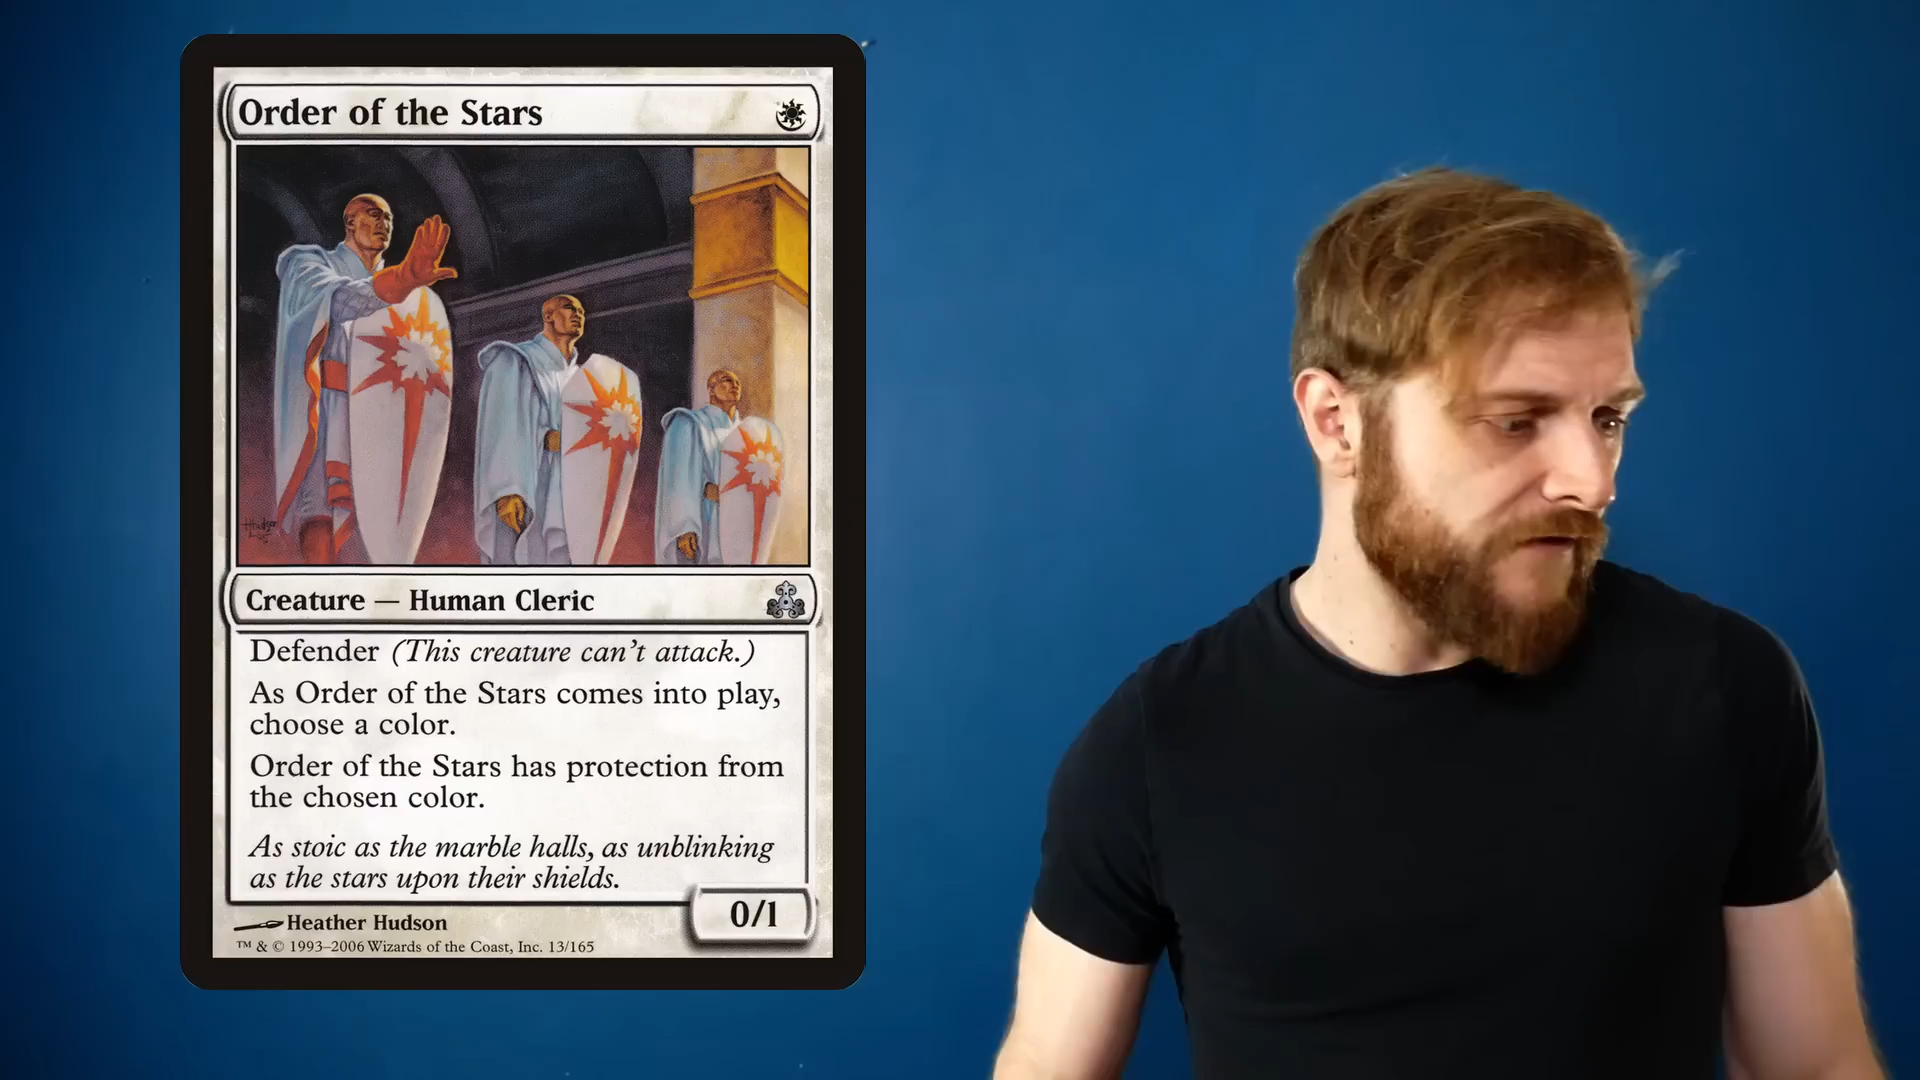 Order of the Stars
Creature — Human Cleric
Defender (This creature can't attack.)
As Order of the Stars comes into play,
choose a color.
Order of the Stars has protection from
the chosen color.
As stoic as the marble halls, as unblinking
as the stars upon their shields.
0/1
Heather Hudson
™ & © 1993–2006 Wizards of the Coast, Inc. 13/165